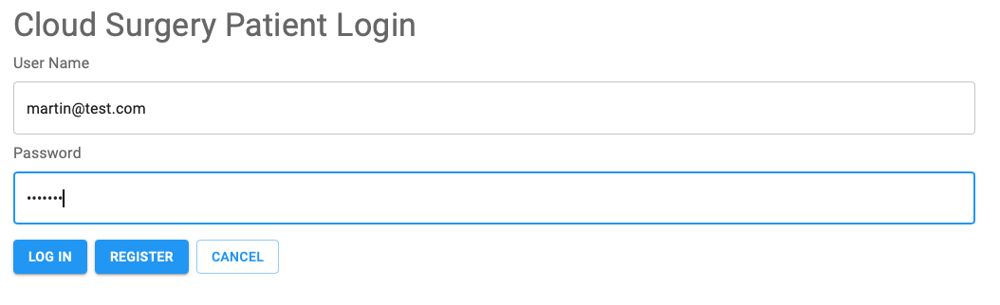 Cloud Surgery Patient Login
User Name
martin@test.com
Password
•••••••
LOG IN REGISTER CANCEL